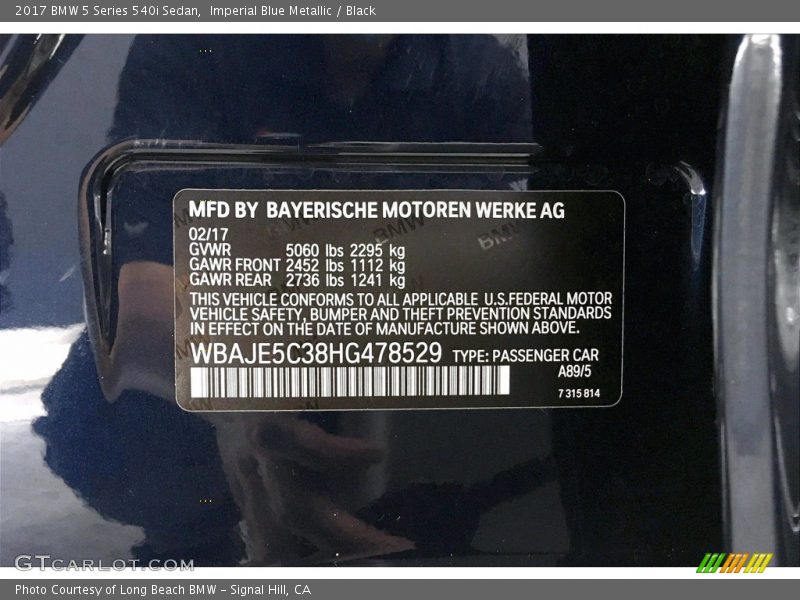 2017 BMW 5 Series 540i Sedan,  Imperial Blue Metallic / Black
MFD BY BAYERISCHE MOTOREN WERKE AG
02/17
GVWR 5060 lbs 2295 kg
GAWR FRONT 2452 lbs 1112 kg
GAWR REAR 2736 lbs 1241 kg
THIS VEHICLE CONFORMS TO ALL APPLICABLE U.S.FEDERAL MOTOR
VEHICLE SAFETY, BUMPER AND THEFT PREVENTION STANDARDS
IN EFFECT ON THE DATE OF MANUFACTURE SHOWN ABOVE.
WBAJE5C38HG478529 TYPE: PASSENGER CAR
A89/5
7 315 814
GTCARLOT.COM
Photo Courtesy of Long Beach BMW - Signal Hill, CA